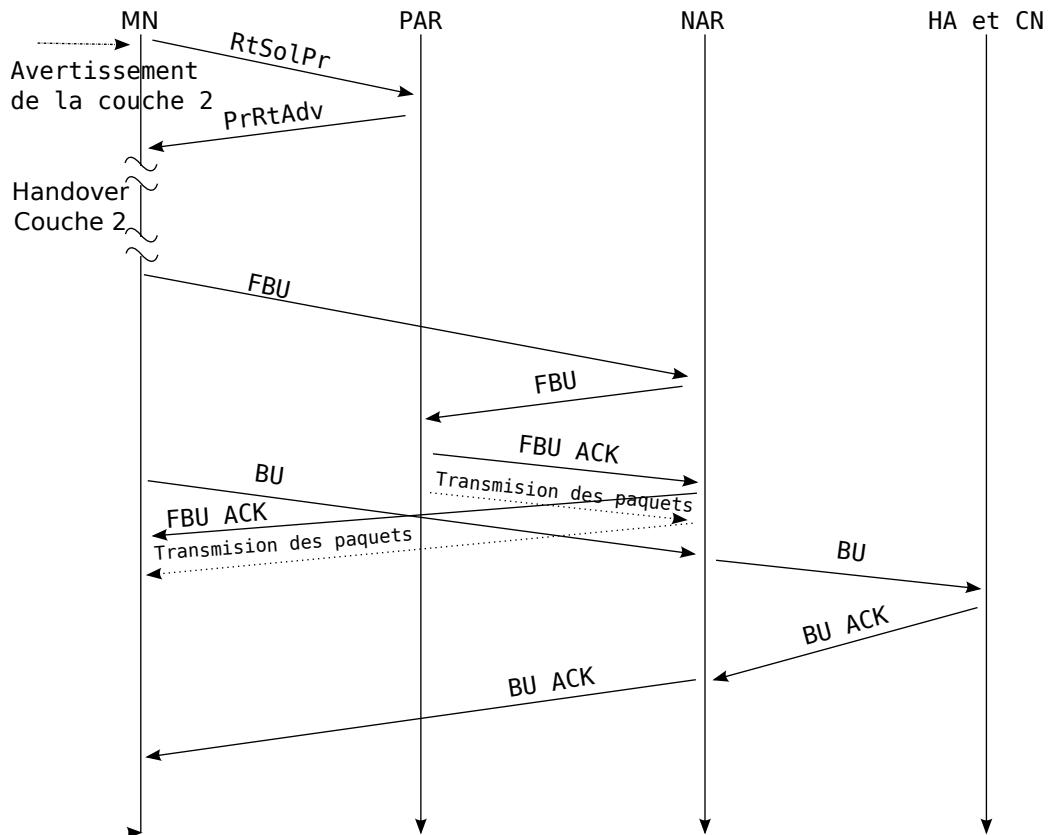 MN
PAR
NAR
HA et CN
RtSolPr
Avertissement
de la couche 2
PrRtAdv
Handover
Couche 2
FBU
FBU
FBU ACK
BU
Transmision des paquets
FBU ACK
Transmision des paquets
BU
BU ACK
BU ACK